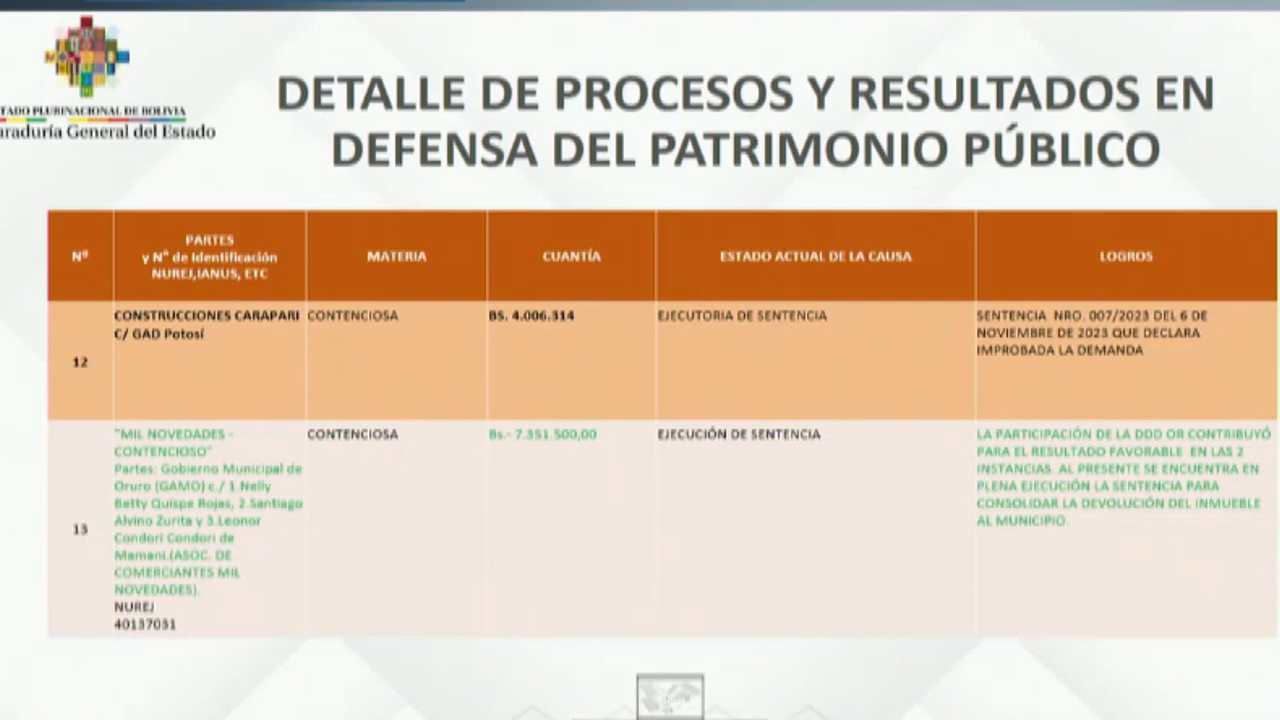 TADO PLURINACIONAL DE BOLIVIA
uraduría General del Estado
DETALLE DE PROCESOS Y RESULTADOS EN
DEFENSA DEL PATRIMONIO PÚBLICO
Nº
PARTES
y Nº de Identificación
NUREJ,IANUS, ETC
MATERIA
CUANTÍA
ESTADO ACTUAL DE LA CAUSA
LOGROS
12
CONSTRUCCIONES CARAPARI
C/ GAD Potosí
CONTENCIOSA
BS. 4.006.314
EJECUTORIA DE SENTENCIA
SENTENCIA NRO. 007/2023 DEL 6 DE
NOVIEMBRE DE 2023 QUE DECLARA
IMPROBADA LA DEMANDA
13
"MIL NOVEDADES -
CONTENCIOSO"
Partes: Gobierno Municipal de
Oruro (GAMO) c./ 1.Nelly
Betty Quispe Rojas, 2.Santiago
Alvino Zurita y 3.Leonor
Condori Condori de
Mamani.(ASOC. DE
COMERCIANTES MIL
NOVEDADES).
NUREJ
40137031
CONTENCIOSA
Bs.- 7.351.500,00
EJECUCIÓN DE SENTENCIA
LA PARTICIPACIÓN DE LA DDD OR CONTRIBUYÓ
PARA EL RESULTADO FAVORABLE EN LAS 2
INSTANCIAS. AL PRESENTE SE ENCUENTRA EN
PLENA EJECUCIÓN LA SENTENCIA PARA
CONSOLIDAR LA DEVOLUCIÓN DEL INMUEBLE
AL MUNICIPIO.